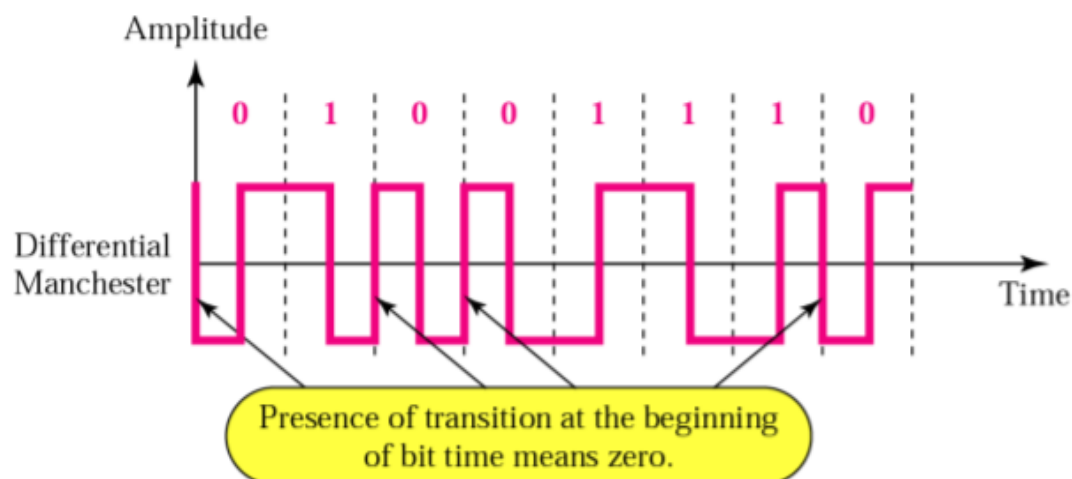 Amplitude
0 1 0 0 1 1 1 0
Differential
Manchester
Time
Presence of transition at the beginning
of bit time means zero.